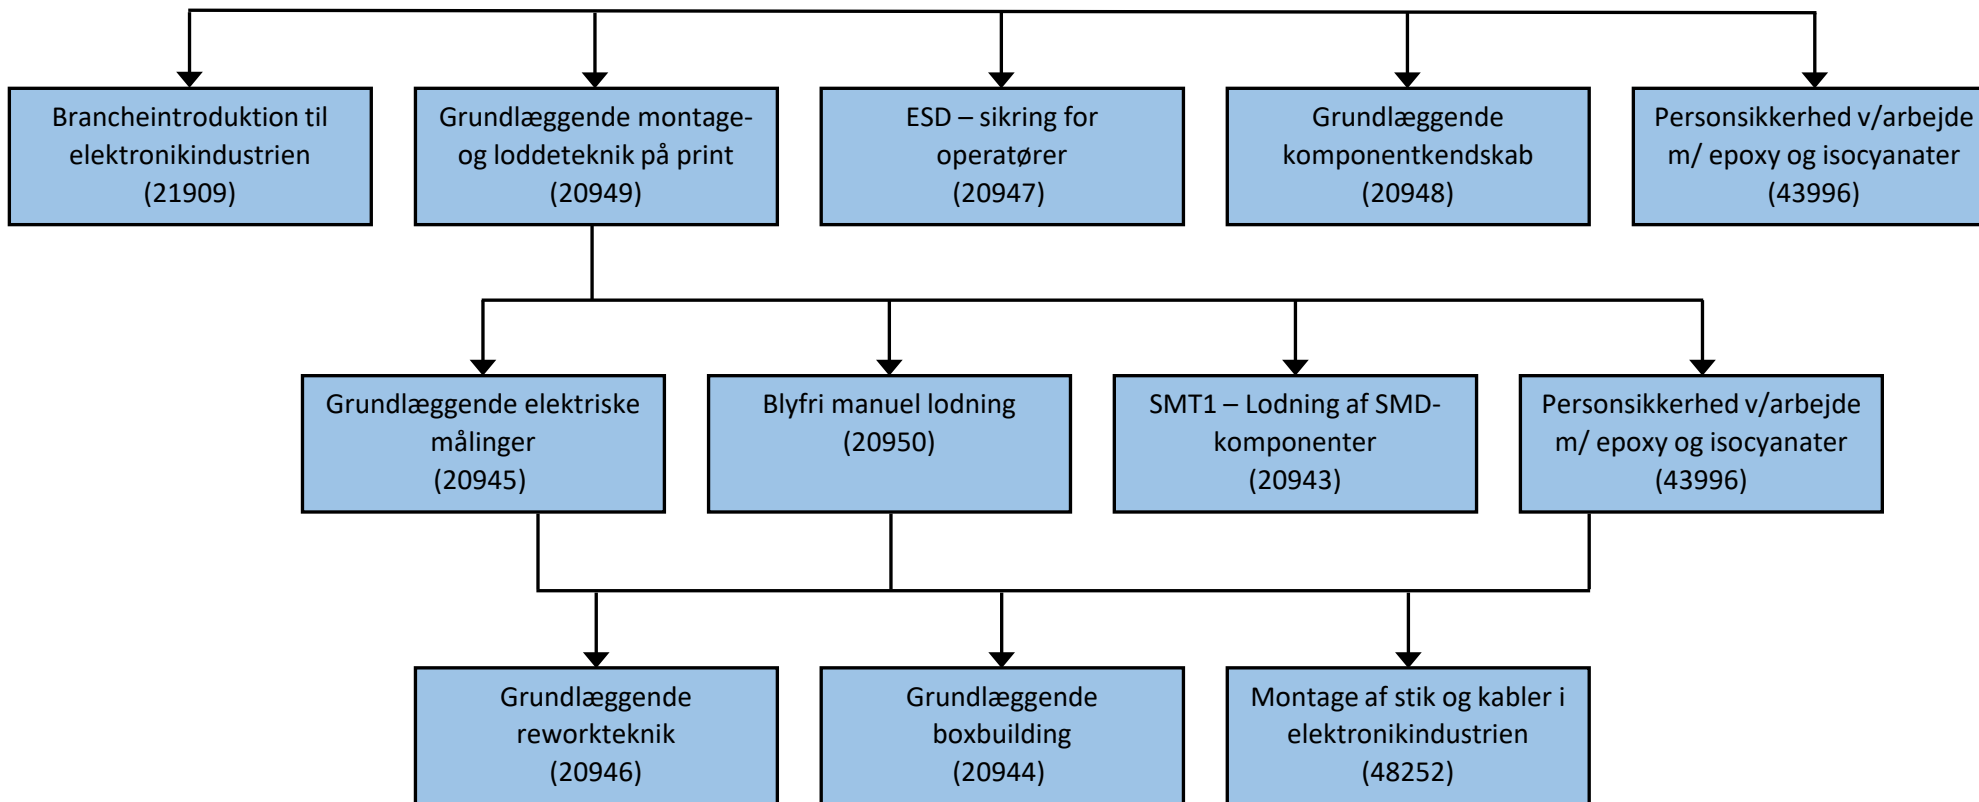 Brancheintroduktion til
elektronikindustrien
(21909)
Grundlæggende montage-
og loddeteknik på print
(20949)
ESD – sikring for
operatører
(20947)
Grundlæggende
komponentkendskab
(20948)
Personsikkerhed v/arbejde
m/ epoxy og isocyanater
(43996)
Grundlæggende elektriske
målinger
(20945)
Blyfri manuel lodning
(20950)
SMT1 – Lodning af SMD-
komponenter
(20943)
Personsikkerhed v/arbejde
m/ epoxy og isocyanater
(43996)
Grundlæggende
reworkteknik
(20946)
Grundlæggende
boxbuilding
(20944)
Montage af stik og kabler i
elektronikindustrien
(48252)